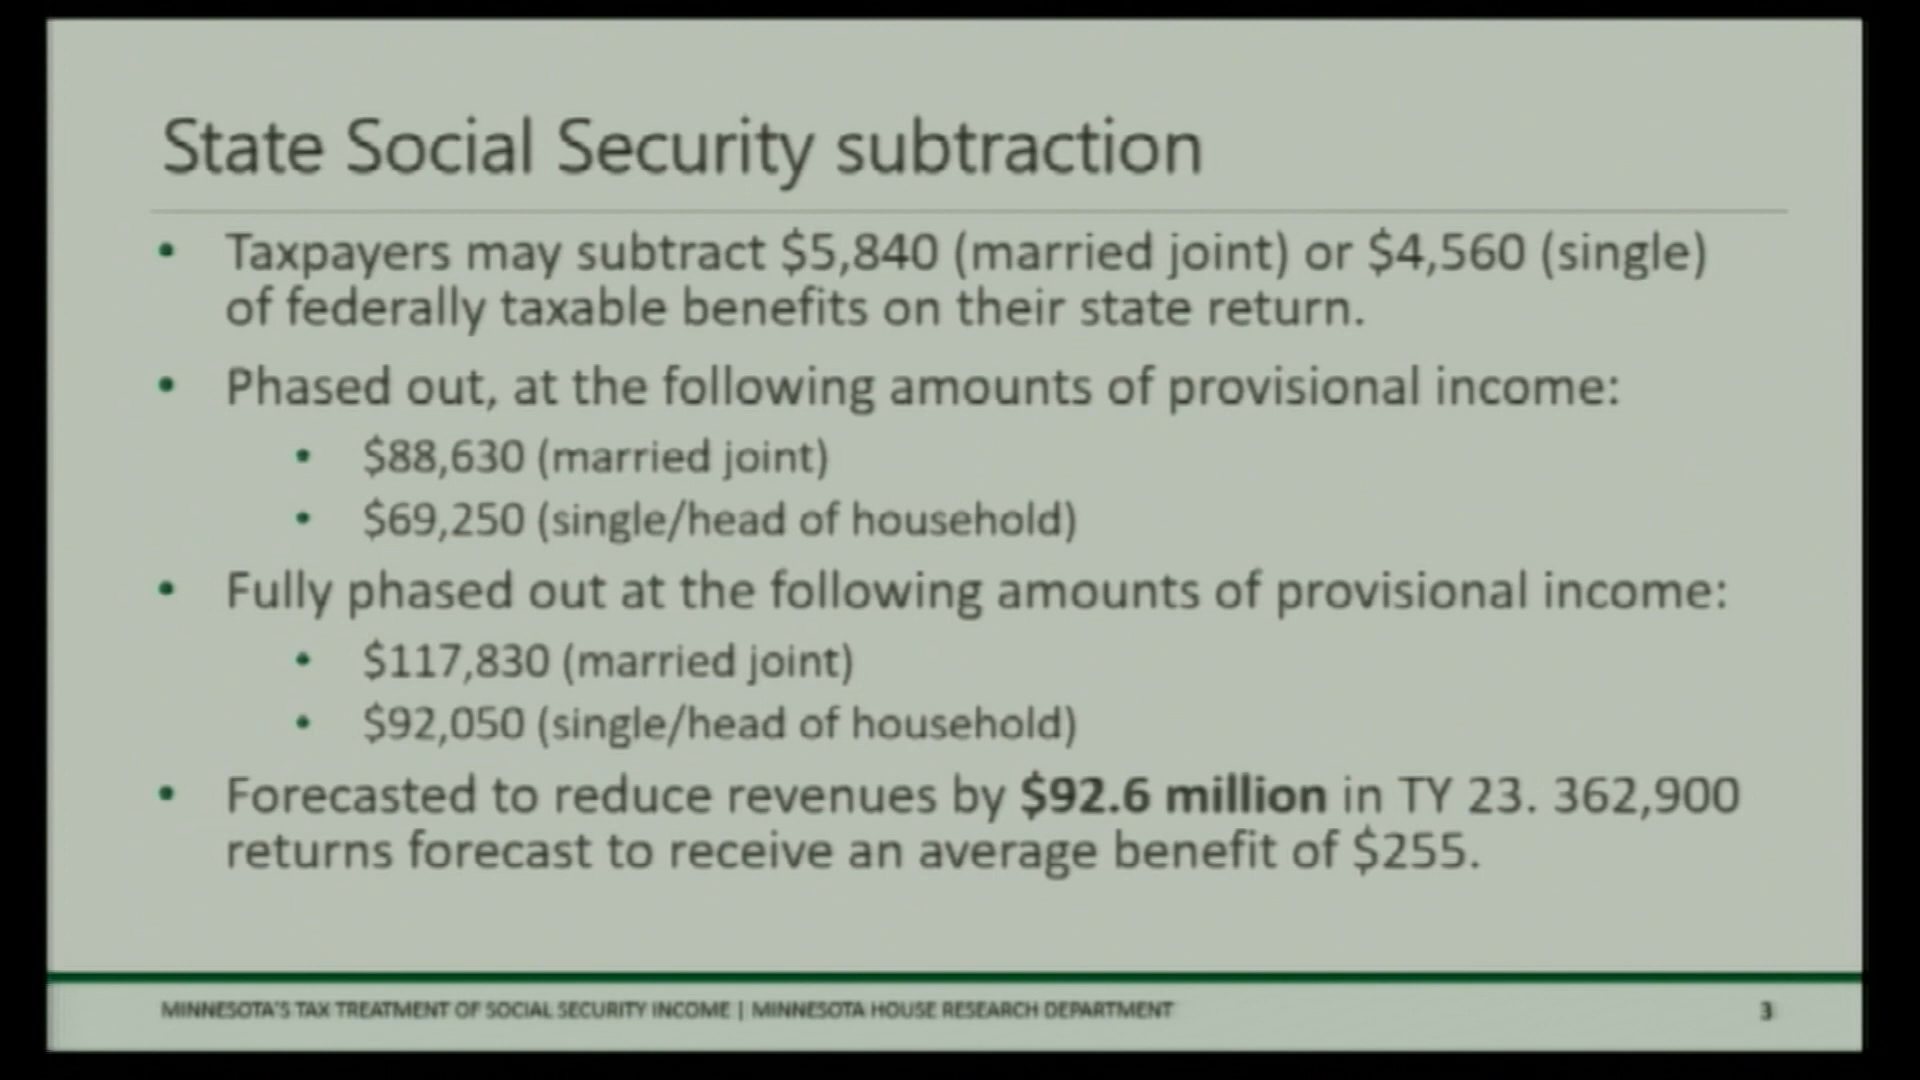 State Social Security subtraction
• Taxpayers may subtract $5,840 (married joint) or $4,560 (single)
of federally taxable benefits on their state return.
• Phased out, at the following amounts of provisional income:
• $88,630 (married joint)
• $69,250 (single/head of household)
• Fully phased out at the following amounts of provisional income:
• $117,830 (married joint)
• $92,050 (single/head of household)
• Forecasted to reduce revenues by $92.6 million in TY 23. 362,900
returns forecast to receive an average benefit of $255.
MINNESOTA'S TAX TREATMENT OF SOCIAL SECURITY INCOME | MINNESOTA HOUSE RESEARCH DEPARTMENT 3